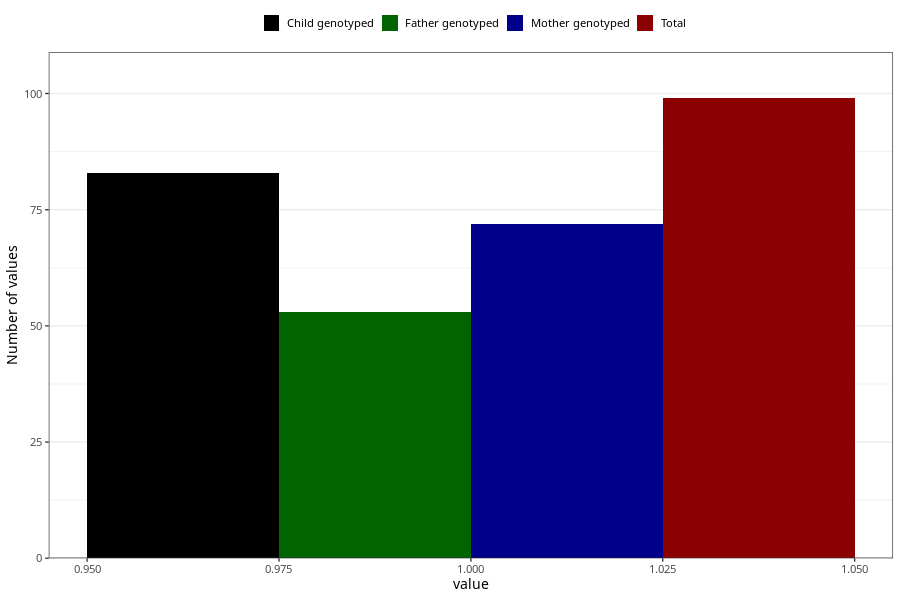 Child genotyped Father genotyped Mother genotyped Total
Number of values
100
75
50
25
0
0.950 0.975 1.000 1.025 1.050
value